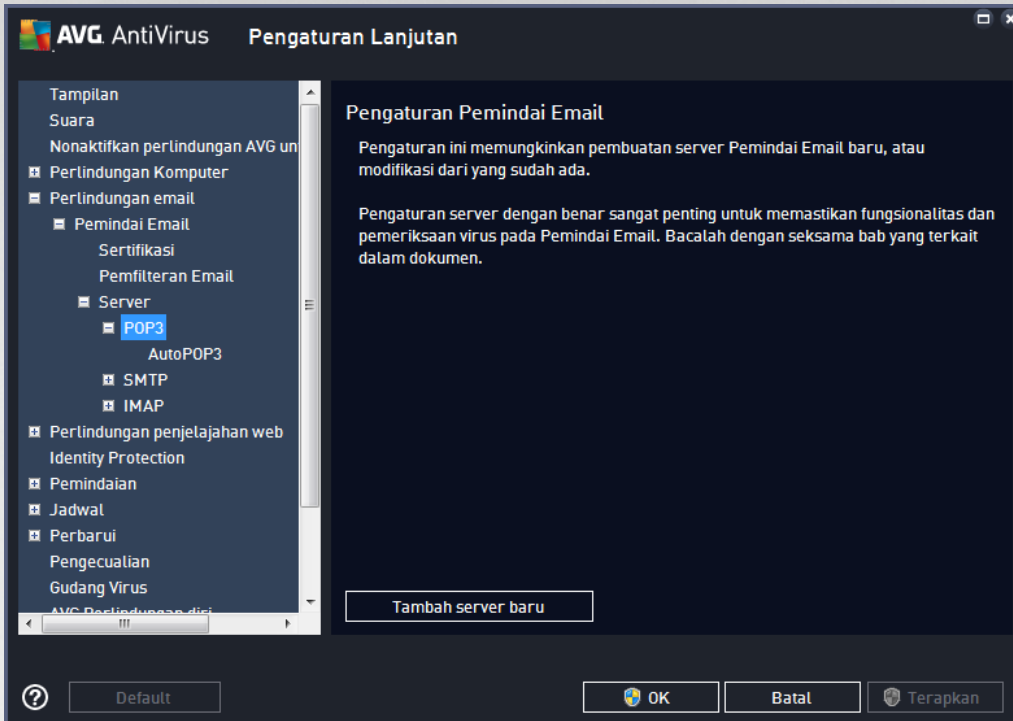 AVG. AntiVirus Pengaturan Lanjutan
Tampilan
Suara
Nonaktifkan perlindungan AVG un
Perlindungan Komputer
Perlindungan email
Pemindai Email
Sertifikasi
Pemfilteran Email
Server
POP3
AutoPOP3
SMTP
IMAP
Perlindungan penjelajahan web
Identity Protection
Pemindaian
Jadwal
Perbarui
Pengecualian
Gudang Virus
AVG Perlindungan diri
Pengaturan Pemindai Email
Pengaturan ini memungkinkan pembuatan server Pemindai Email baru, atau
modifikasi dari yang sudah ada.
Pengaturan server dengan benar sangat penting untuk memastikan fungsionalitas dan
pemeriksaan virus pada Pemindai Email. Bacalah dengan seksama bab yang terkait
dalam dokumen.
Tambah server baru
? Default OK Batal Terapkan